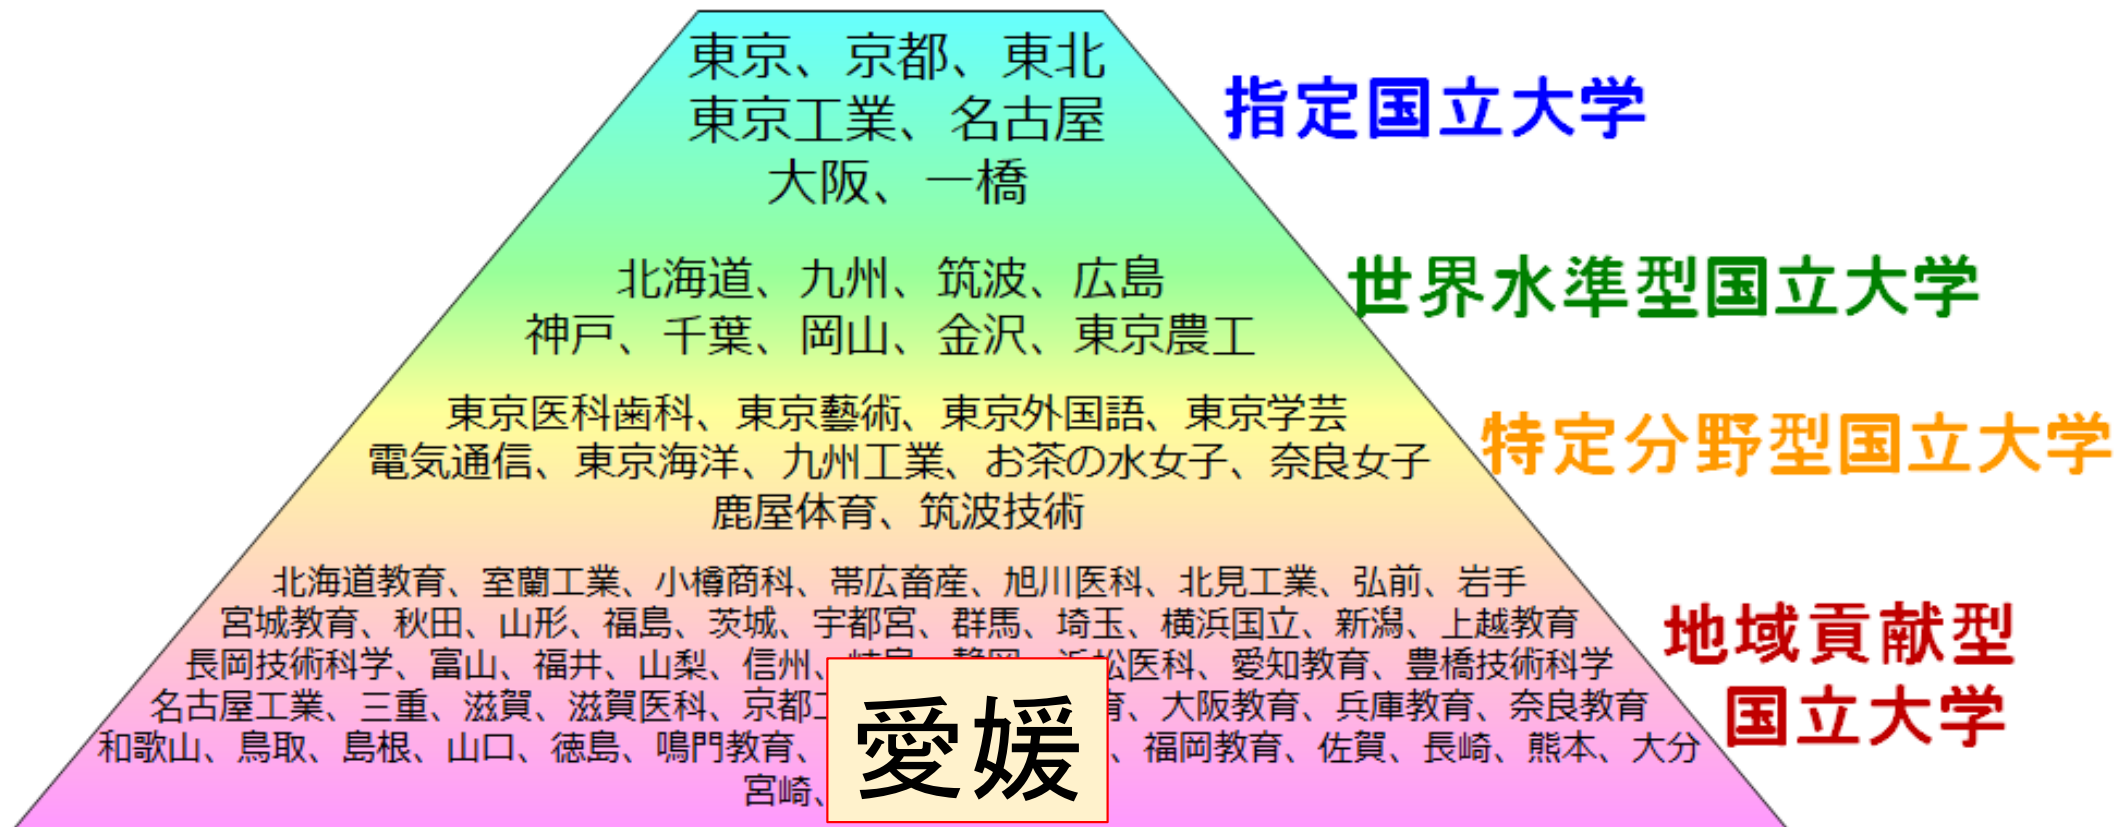 東京、京都、東北
東京工業、名古屋
大阪、一橋
指定国立大学
北海道、九州、筑波、広島
神戸、千葉、岡山、金沢、東京農工
世界水準型国立大学
東京医科歯科、東京藝術、東京外国語、東京学芸
電気通信、東京海洋、九州工業、お茶の水女子、奈良女子
鹿屋体育、筑波技術
特定分野型国立大学
北海道教育、室蘭工業、小樽商科、帯広畜産、旭川医科、北見工業、弘前、岩手
宮城教育、秋田、山形、福島、茨城、宇都宮、群馬、埼玉、横浜国立、新潟、上越教育
長岡技術科学、富山、福井、山梨、信州、岐阜、静岡、浜松医科、愛知教育、豊橋技術科学
名古屋工業、三重、滋賀、滋賀医科、京都 育、大阪教育、兵庫教育、奈良教育
和歌山、鳥取、島根、山口、徳島、鳴門教育、 、福岡教育、佐賀、長崎、熊本、大分
宮崎、
愛媛
地域貢献型
国立大学